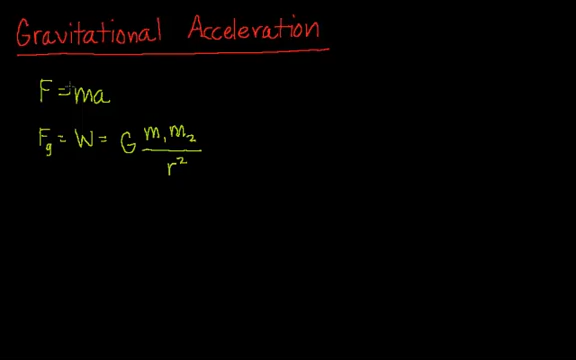 Gravitational Acceleration
F = ma
Fg = W = G m₁m₂ / r²